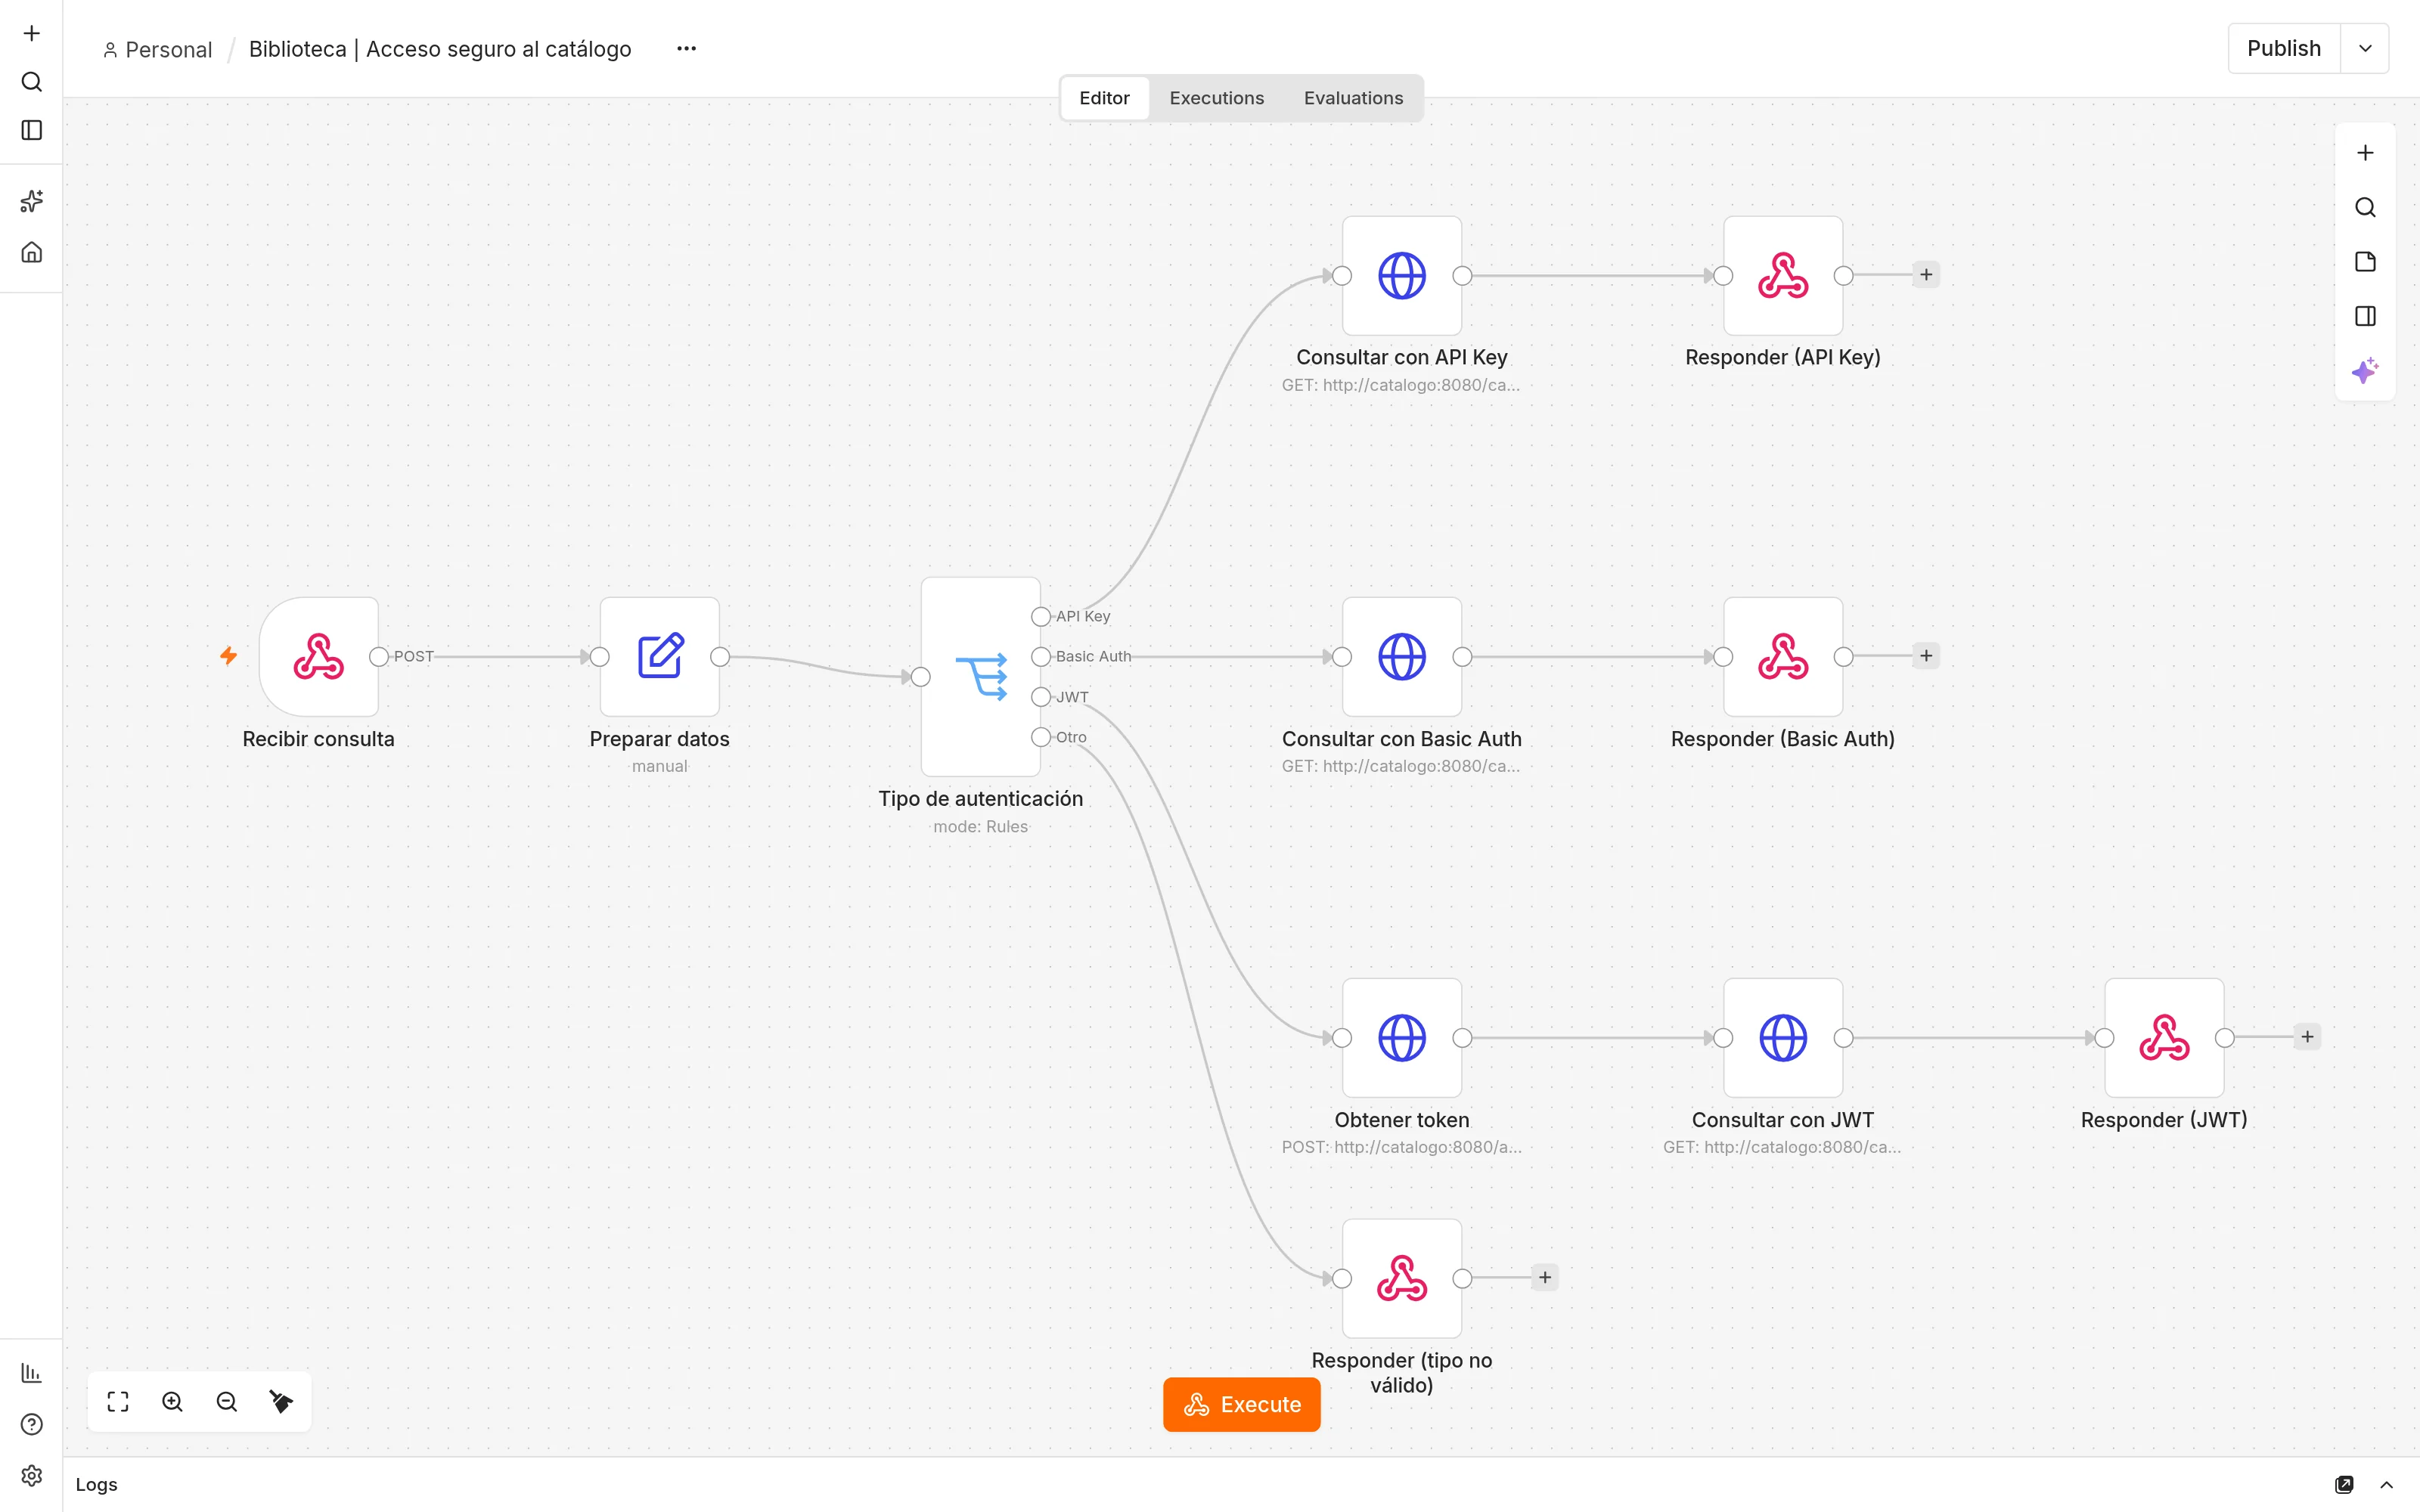 Personal / Biblioteca | Acceso seguro al catálogo
Publish
Editor Executions Evaluations
Consultar con API Key
GET: http://catalogo:8080/ca...
Responder (API Key)
POST
Recibir consulta
Preparar datos
manual
API Key
Basic Auth
JWT
Otro
Tipo de autenticación
mode: Rules
Consultar con Basic Auth
GET: http://catalogo:8080/ca...
Responder (Basic Auth)
Obtener token
POST: http://catalogo:8080/a...
Consultar con JWT
GET: http://catalogo:8080/ca...
Responder (JWT)
Responder (tipo no
válido)
Execute
Logs